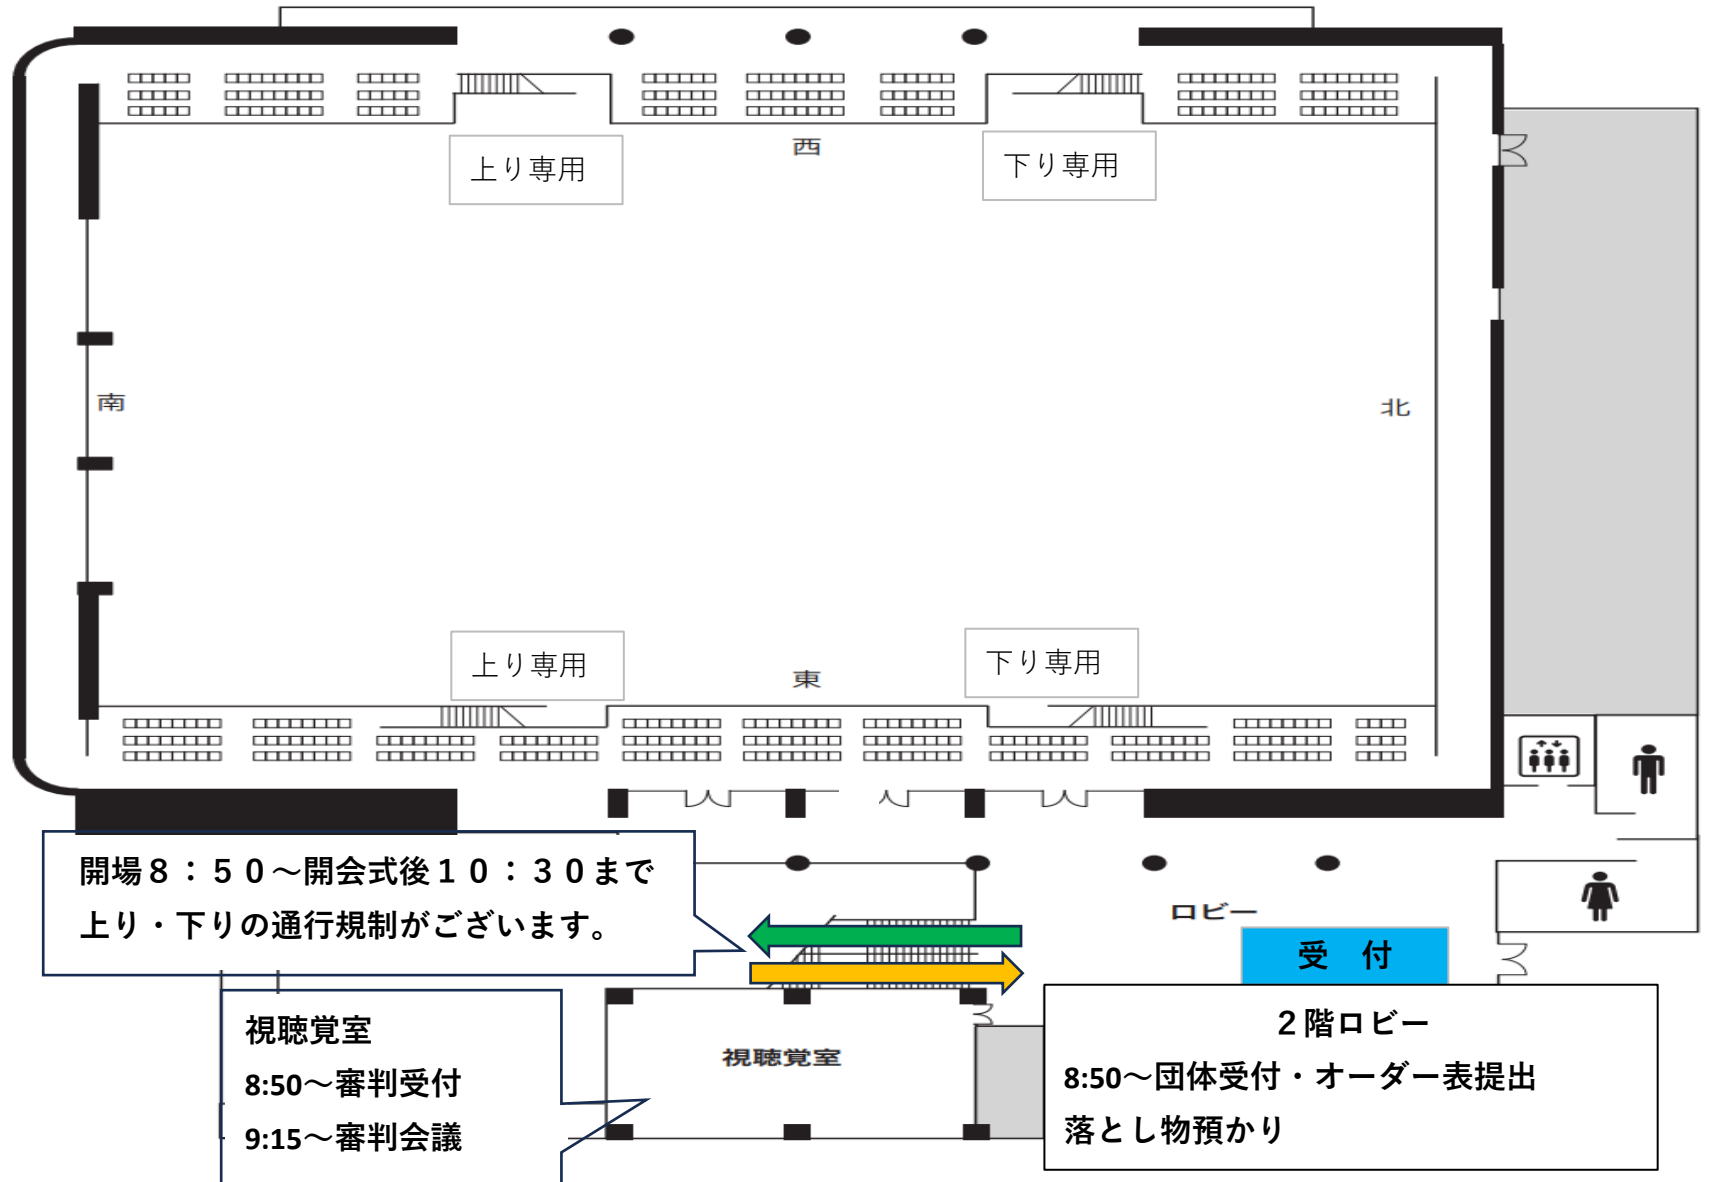 西
上り専用
下り専用
南
北
上り専用
下り専用
東
開場８：５０～開会式後１０：３０まで
上り・下りの通行規制がございます。
ロビー
受　付
視聴覚室
8:50～審判受付
9:15～審判会議
視聴覚室
２階ロビー
8:50～団体受付・オーダー表提出
落とし物預かり